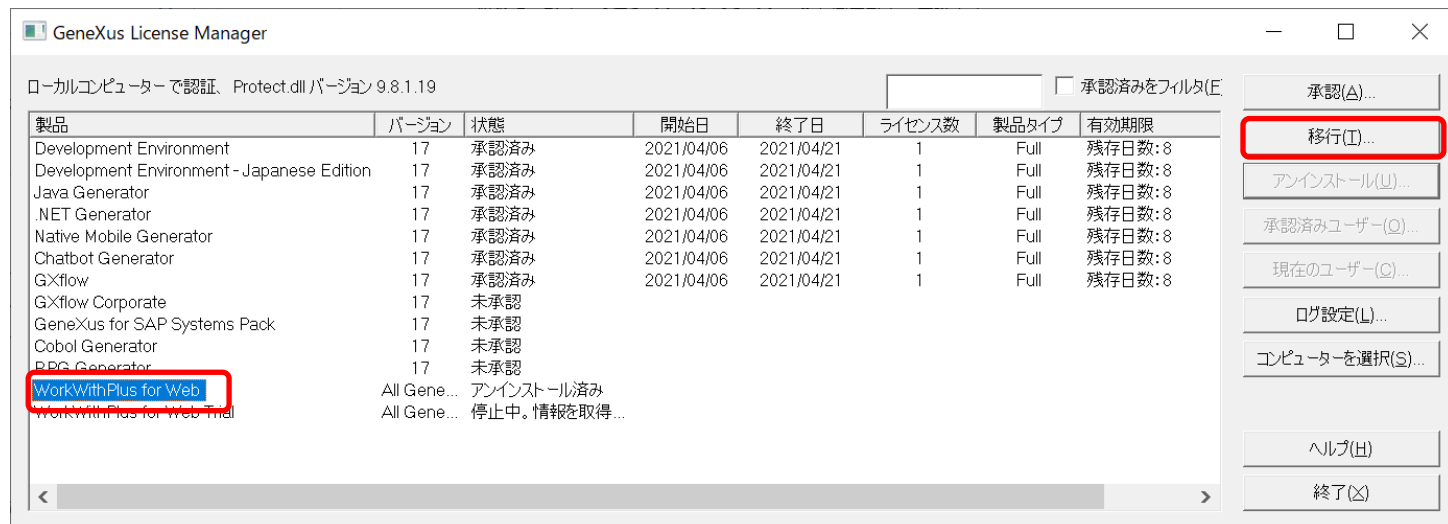 GeneXus License Manager
ローカルコンピューターで認証、Protect.dll バージョン 9.8.1.19 承認済みをフィルタ(F
製品 バージョン 状態 開始日 終了日 ライセンス数 製品タイプ 有効期限
Development Environment 17 承認済み 2021/04/06 2021/04/21 1 Full 残存日数:8
Development Environment - Japanese Edition 17 承認済み 2021/04/06 2021/04/21 1 Full 残存日数:8
Java Generator 17 承認済み 2021/04/06 2021/04/21 1 Full 残存日数:8
.NET Generator 17 承認済み 2021/04/06 2021/04/21 1 Full 残存日数:8
Native Mobile Generator 17 承認済み 2021/04/06 2021/04/21 1 Full 残存日数:8
Chatbot Generator 17 承認済み 2021/04/06 2021/04/21 1 Full 残存日数:8
GXflow 17 承認済み 2021/04/06 2021/04/21 1 Full 残存日数:8
GXflow Corporate 17 未承認
GeneXus for SAP Systems Pack 17 未承認
Cobol Generator 17 未承認
RPG Generator 17 未承認
WorkWithPlus for Web All Gene... アンインストール済み
WorkWithPlus for Web Trial All Gene... 停止中。情報を取得...
承認(A)...
移行(T)...
アンインストール(U)...
承認済みユーザー(O)...
現在のユーザー(C)...
ログ設定(L)...
コンピューターを選択(S)...
ヘルプ(H)
終了(X)